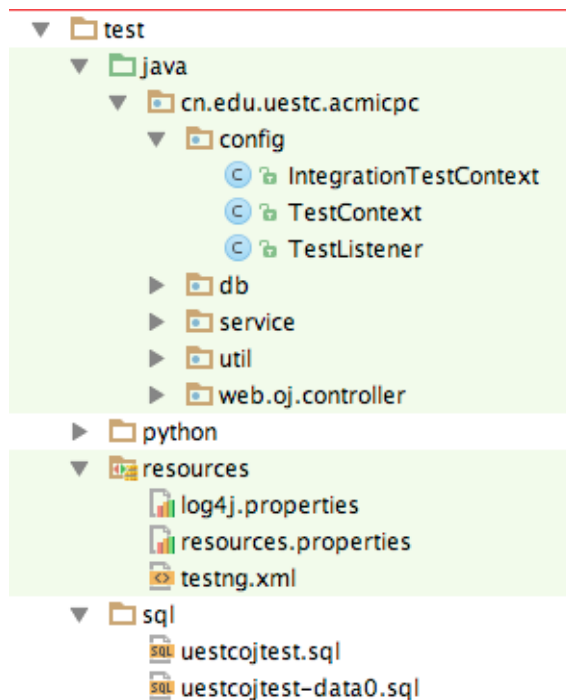 test
java
cn.edu.uestc.acmicpc
config
IntegrationTestContext
TestContext
TestListener
db
service
util
web.oj.controller
python
resources
log4j.properties
resources.properties
testng.xml
sql
uestcojtest.sql
uestcojtest-data0.sql